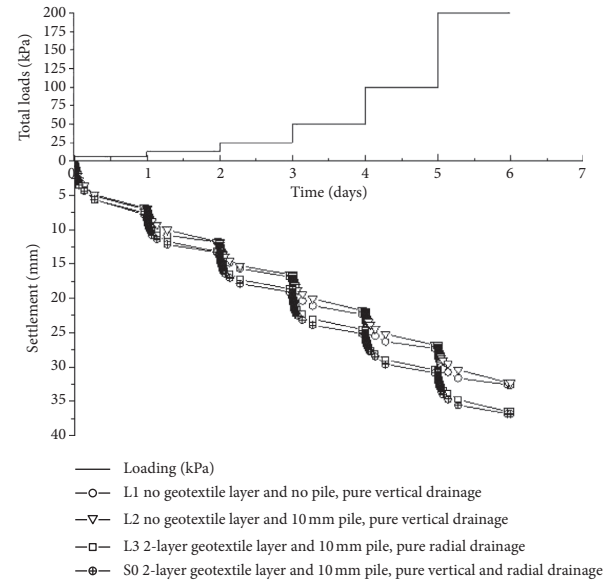 200
175
150
125
100
75
50
25
0
Total loads (kPa)
0 1 2 3 4 5 6 7
Time (days)
5
10
15
20
25
30
35
40
Settlement (mm)
Loading (kPa)
L1 no geotextile layer and no pile, pure vertical drainage
L2 no geotextile layer and 10 mm pile, pure vertical drainage
L3 2-layer geotextile layer and 10 mm pile, pure radial drainage
S0 2-layer geotextile layer and 10 mm pile, pure vertical and radial drainage